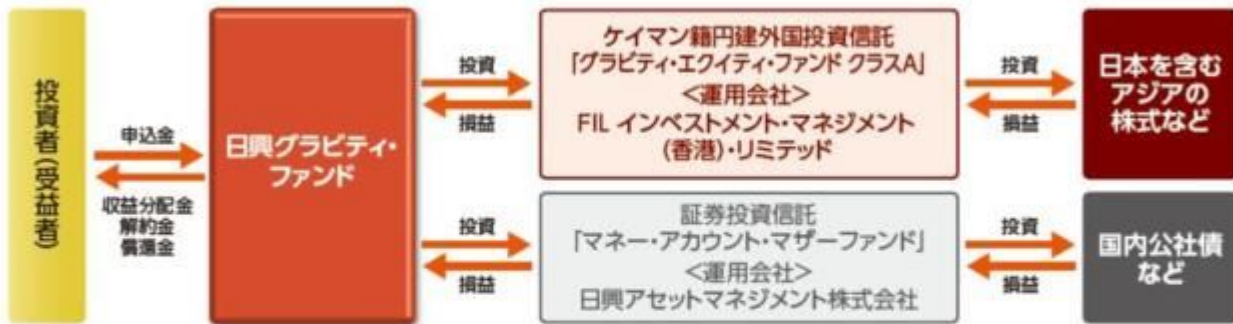 投資者(受益者)
申込金
収益分配金
解約金
償還金
日興グラビティ・
ファンド
投資
損益
ケイマン籍円建外国投資信託
「グラビティ・エクイティ・ファンド クラスA」
<運用会社>
FIL インベストメント・マネジメント
(香港)・リミテッド
投資
損益
日本を含む
アジアの
株式など
投資
損益
証券投資信託
「マネー・アカウント・マザーファンド」
<運用会社>
日興アセットマネジメント株式会社
投資
損益
国内公社債
など